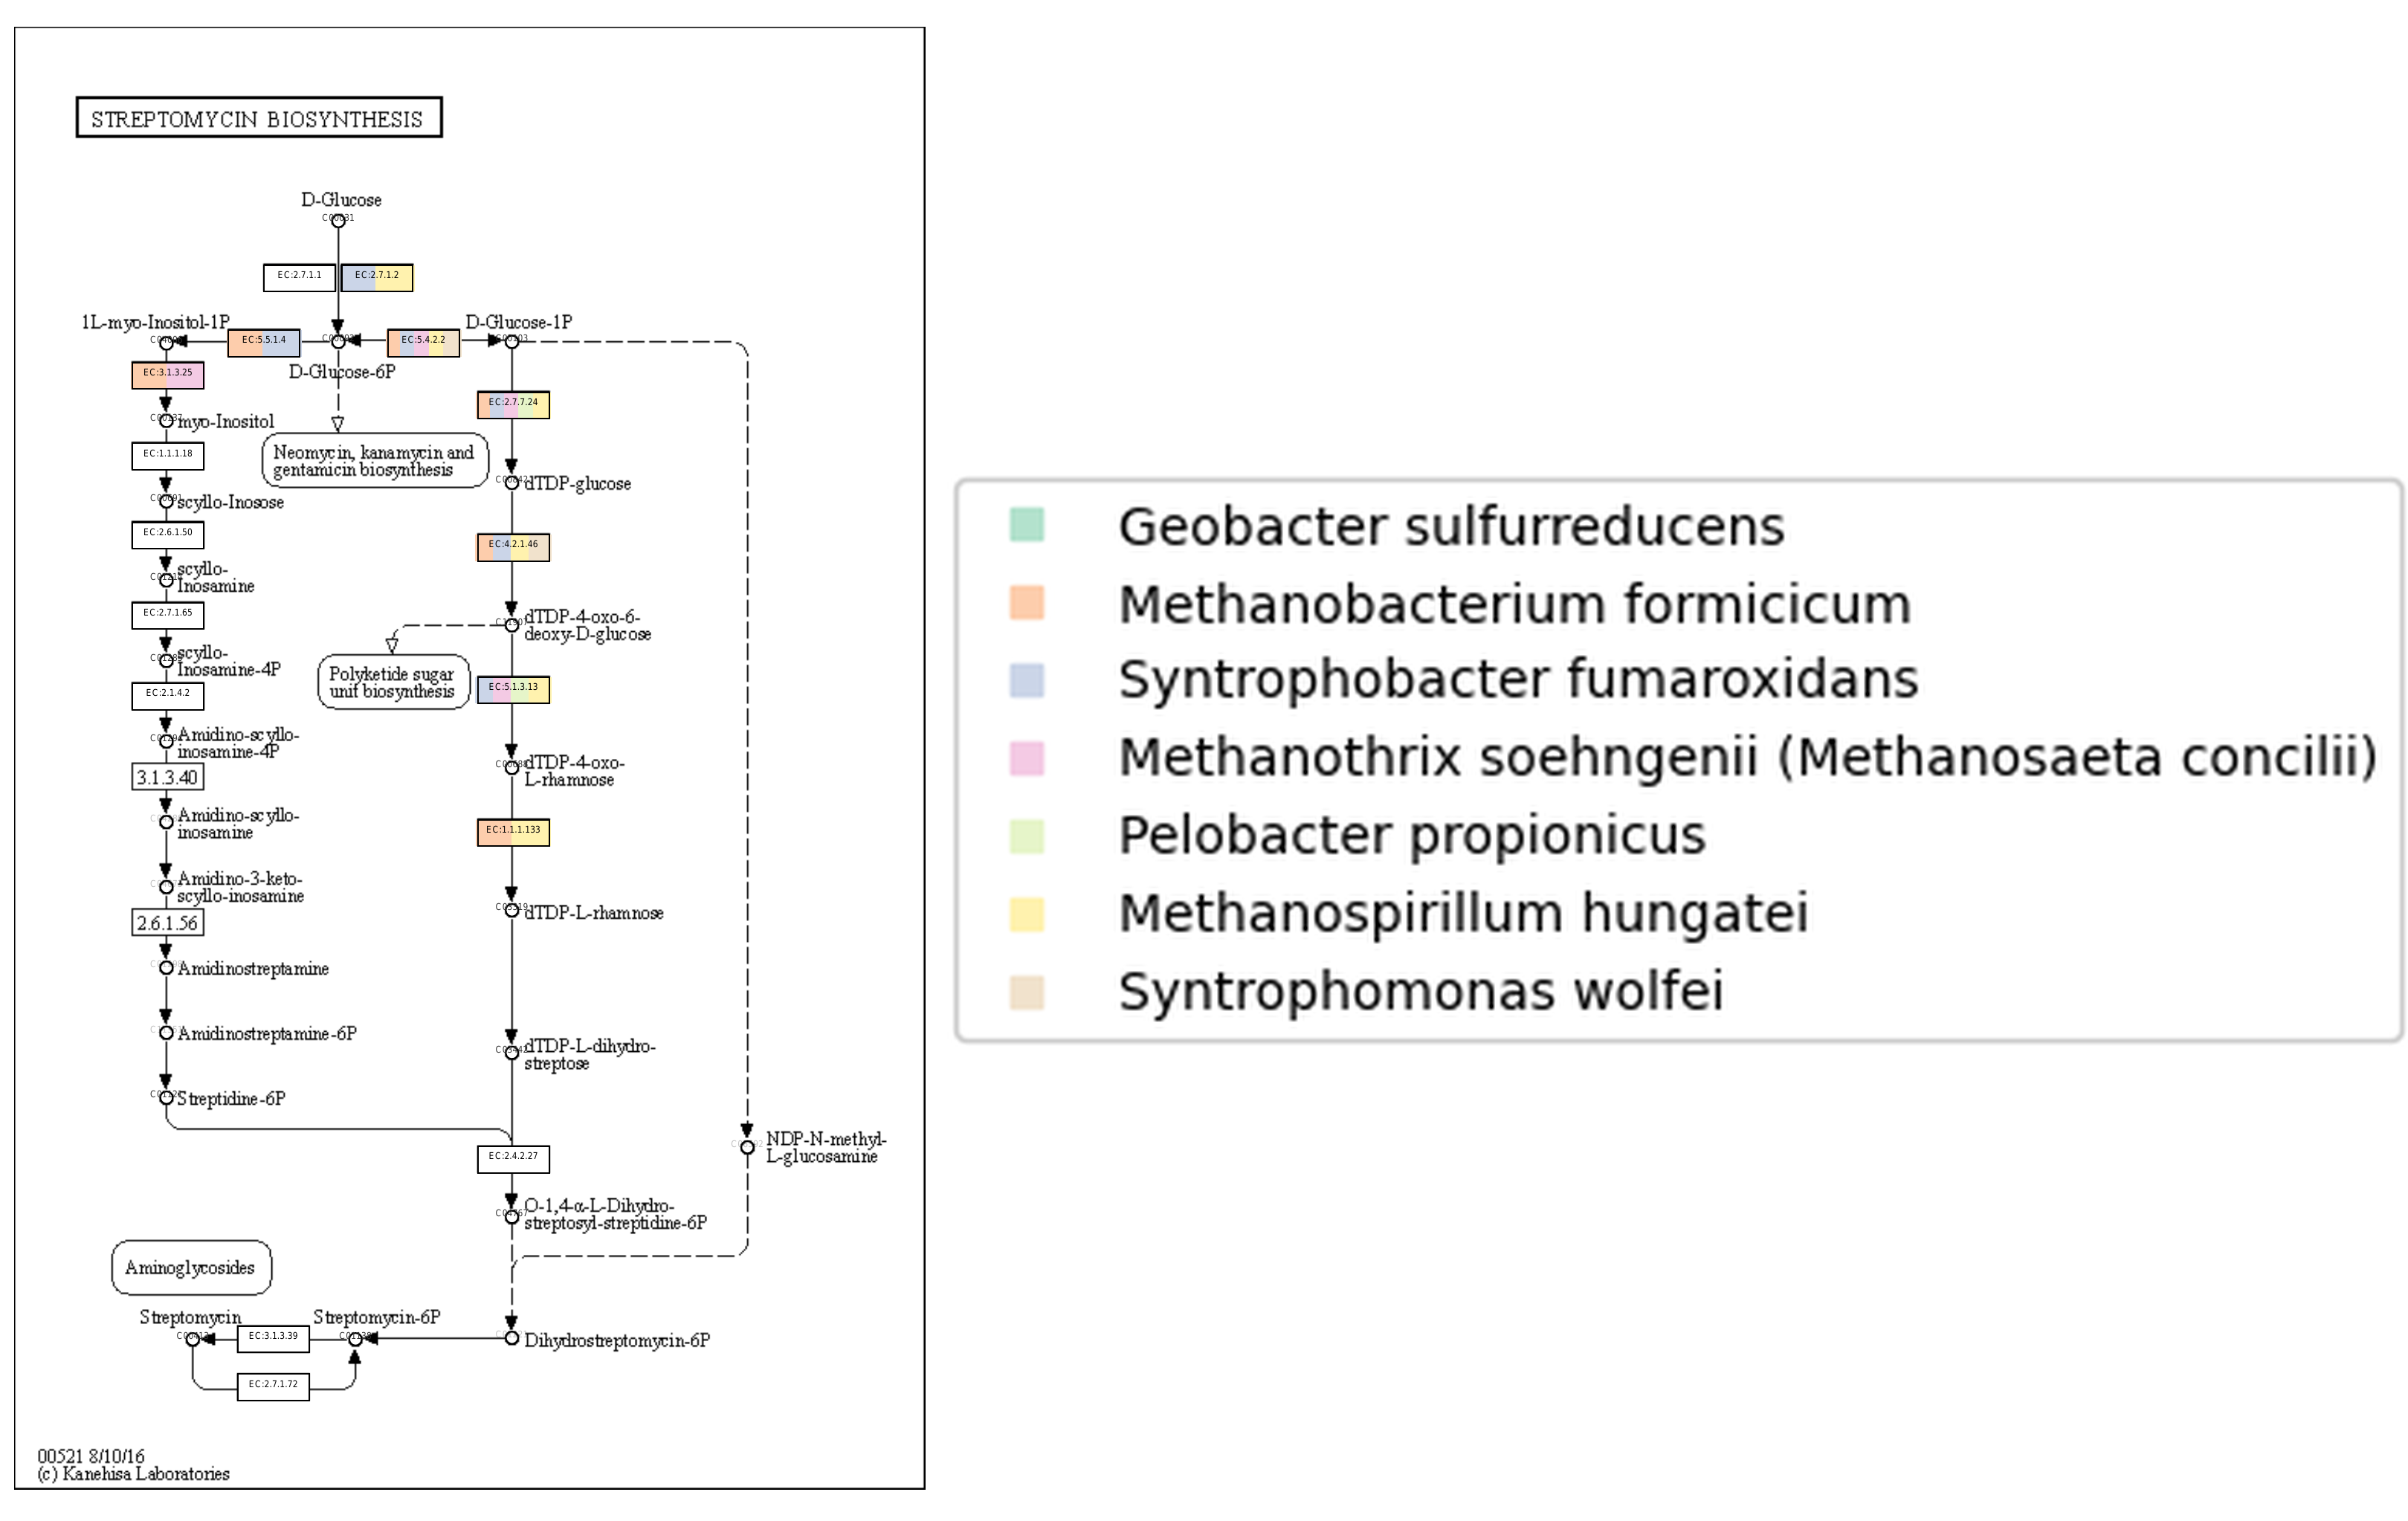 STREPTOMYCIN BIOSYNTHESIS
D-Glucose
EC:2.7.1.1
EC:2.7.1.2
1L-myo-Inositol-1P
EC:5.5.1.4
EC:5.4.2.2
D-Glucose-1P
D-Glucose-6P
EC:3.1.3.25
myo-Inositol
EC:1.1.1.18
scyllo-Inosose
EC:2.6.1.50
scyllo-
Inosamine
EC:2.7.1.65
scyllo-
Inosamine-4P
EC:2.1.4.2
Amidino-scyllo-
inosamine-4P
3.1.3.40
Amidino-scyllo-
inosamine
Amidino-3-keto-
scyllo-inosamine
2.6.1.56
Amidinostreptamine
Amidinostreptamine-6P
Streptidine-6P
Neomycin, kanamycin and
gentamicin biosynthesis
EC:2.7.7.24
dTDP-glucose
EC:4.2.1.46
dTDP-4-oxo-6-
deoxy-D-glucose
Polyketide sugar
unif biosynthesis
EC:5.1.3.13
dTDP-4-oxo-
L-rhamnose
EC:1.1.1.133
dTDP-L-rhamnose
dTDP-L-dihydro-
streptose
EC:2.4.2.27
NDP-N-methyl-
L-glucosamine
O-1,4-α-L-Dihydro-
streptosyl-streptidine-6P
Aminoglycosides
Streptomycin
EC:3.1.3.39
Streptomycin-6P
Dihydrostreptomycin-6P
EC:2.7.1.72
00521 8/10/16
(c) Kanehisa Laboratories
Geobacter sulfurreducens
Methanobacterium formicicum
Syntrophobacter fumaroxidans
Methanothrix soehngenii (Methanosaeta concilii)
Pelobacter propionicus
Methanospirillum hungatei
Syntrophomonas wolfei